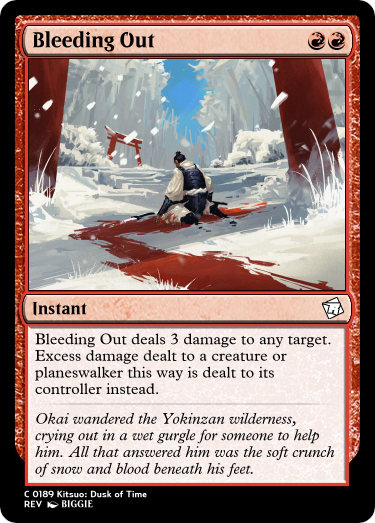 Bleeding Out
Instant
Bleeding Out deals 3 damage to any target.
Excess damage dealt to a creature or
planeswalker this way is dealt to its
controller instead.
Okai wandered the Yokinzan wilderness,
crying out in a wet gurgle for someone to help
him. All that answered him was the soft crunch
of snow and blood beneath his feet.
C 0189 Kitsuo: Dusk of Time
REV BIGGIE